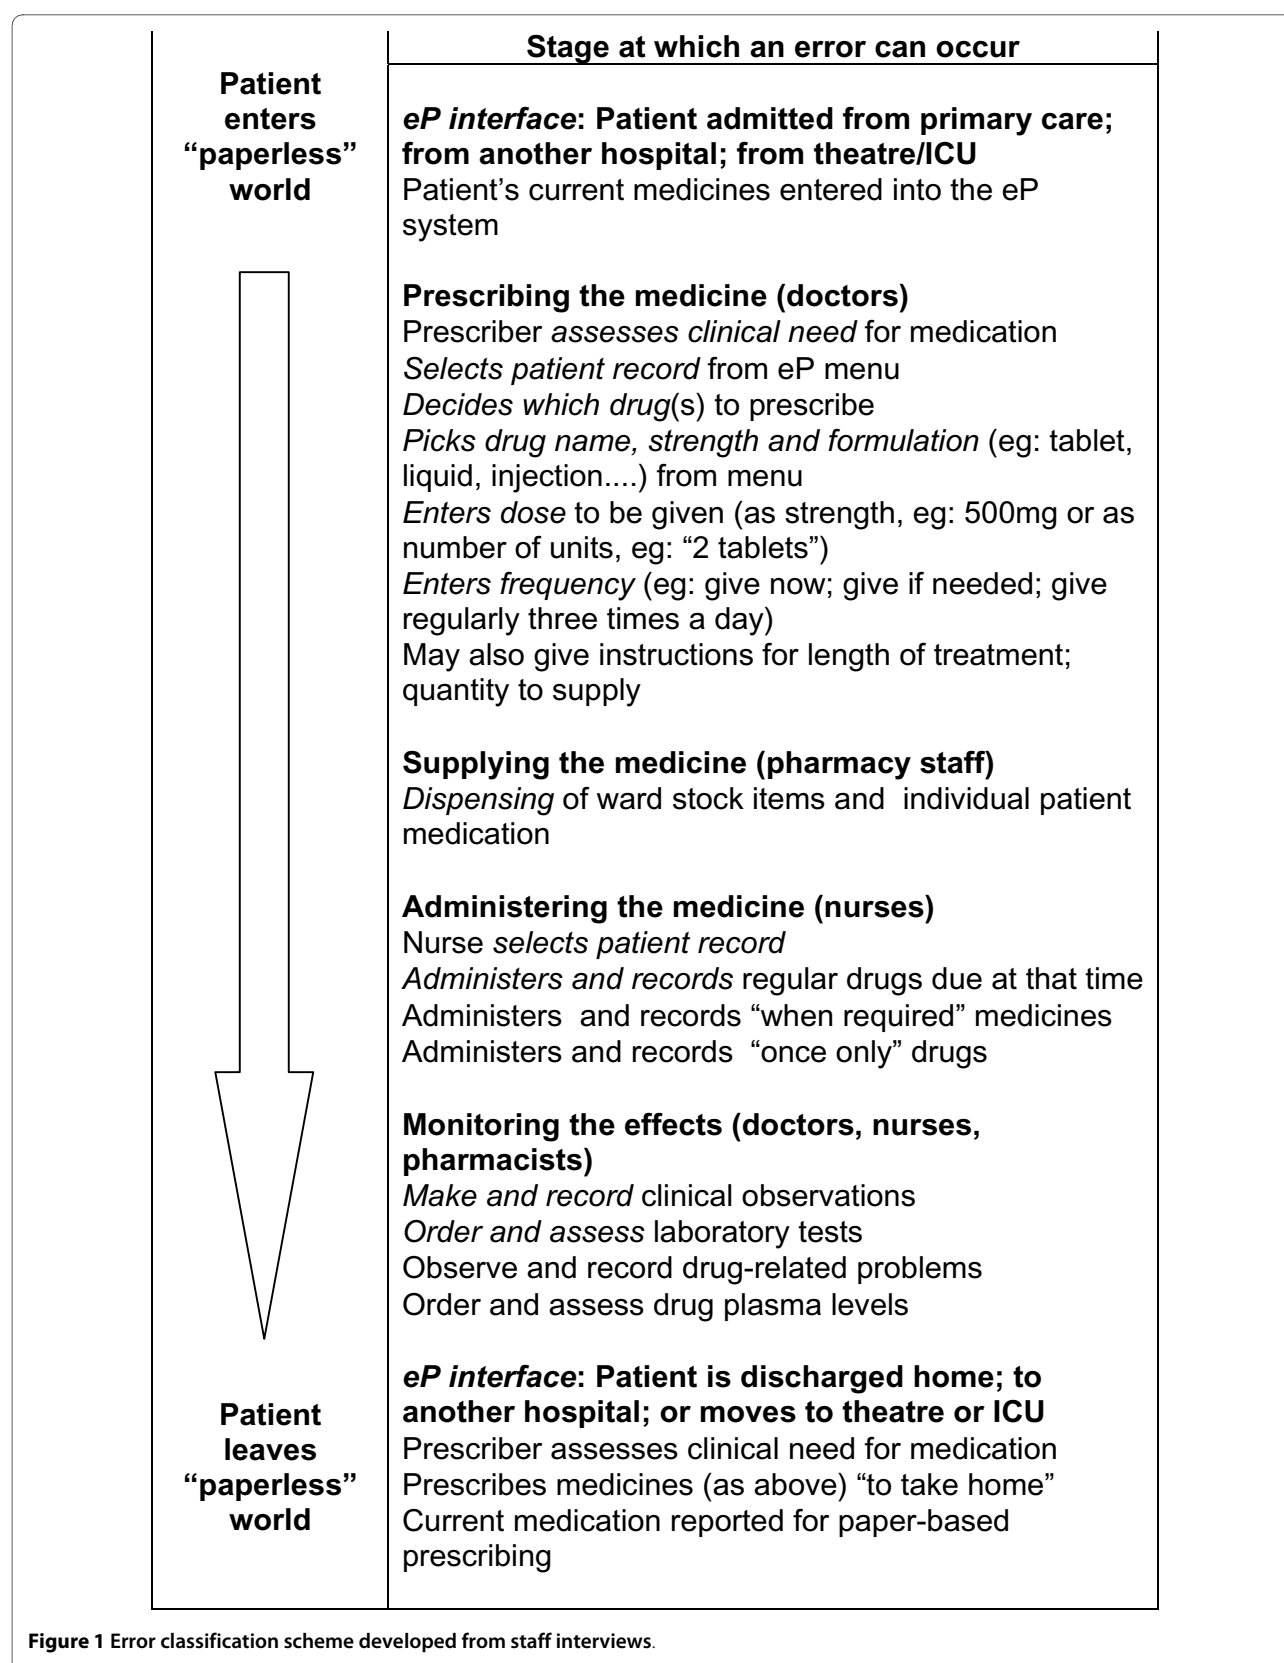 Stage at which an error can occur
Patient
enters
“paperless”
world
eP interface: Patient admitted from primary care;
from another hospital; from theatre/ICU
Patient’s current medicines entered into the eP
system
Prescribing the medicine (doctors)
Prescriber assesses clinical need for medication
Selects patient record from eP menu
Decides which drug(s) to prescribe
Picks drug name, strength and formulation (eg: tablet,
liquid, injection....) from menu
Enters dose to be given (as strength, eg: 500mg or as
number of units, eg: “2 tablets”)
Enters frequency (eg: give now; give if needed; give
regularly three times a day)
May also give instructions for length of treatment;
quantity to supply
Supplying the medicine (pharmacy staff)
Dispensing of ward stock items and  individual patient
medication
Administering the medicine (nurses)
Nurse selects patient record
Administers and records regular drugs due at that time
Administers  and records “when required” medicines
Administers and records  “once only” drugs
Monitoring the effects (doctors, nurses,
pharmacists)
Make and record clinical observations
Order and assess laboratory tests
Observe and record drug-related problems
Order and assess drug plasma levels
Patient
leaves
“paperless”
world
eP interface: Patient is discharged home; to
another hospital; or moves to theatre or ICU
Prescriber assesses clinical need for medication
Prescribes medicines (as above) “to take home”
Current medication reported for paper-based
prescribing
Figure 1 Error classification scheme developed from staff interviews.